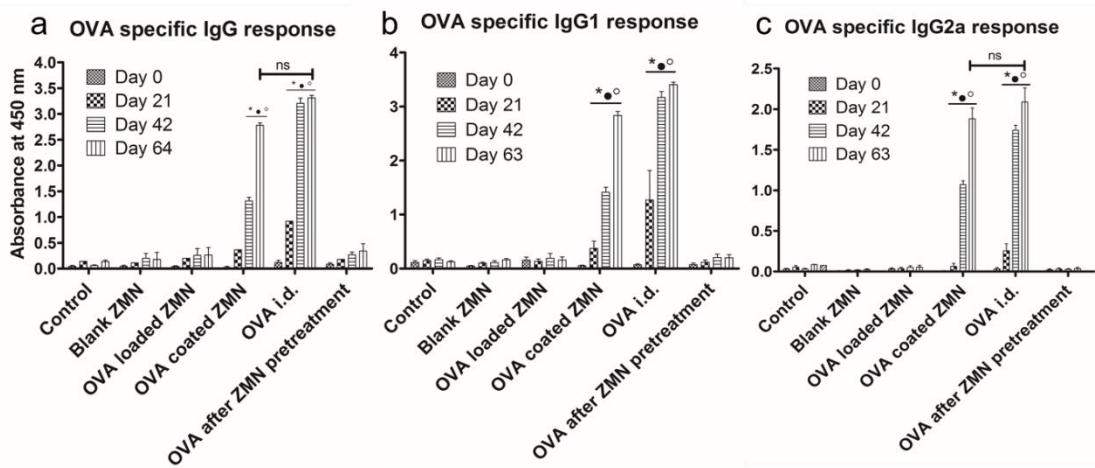 a OVA specific IgG response
ns
Day 0
Day 21
Day 42
Day 64
* ● ○
* ● ○
Absorbance at 450 nm
4.0
3.5
3.0
2.5
2.0
1.5
1.0
0.5
0.0
Control
Blank ZMN
OVA loaded ZMN
OVA coated ZMN
OVA i.d.
OVA after ZMN pretreatment
b OVA specific IgG1 response
Day 0
Day 21
Day 42
Day 63
*●○
*●○
4
3
2
1
0
Control
Blank ZMN
OVA loaded ZMN
OVA coated ZMN
OVA i.d.
OVA after ZMN pretreatment
c OVA specific IgG2a response
ns
Day 0
Day 21
Day 42
Day 63
*●○
*●○
2.5
2.0
1.5
1.0
0.5
0.0
Control
Blank ZMN
OVA loaded ZMN
OVA coated ZMN
OVA i.d.
OVA after ZMN pretreatment